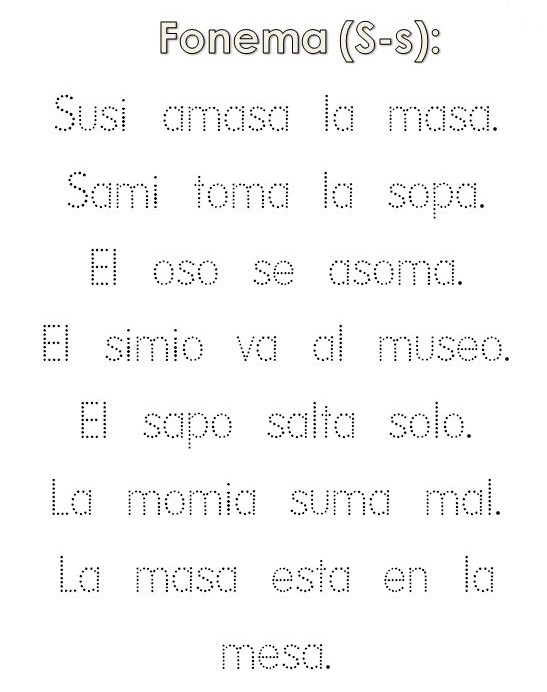 Fonema (S-s):
Susi amasa la masa.
Sami toma la sopa.
El oso se asoma.
El simio va al museo.
El sapo salta solo.
La momia suma mal.
La masa esta en la
mesa.